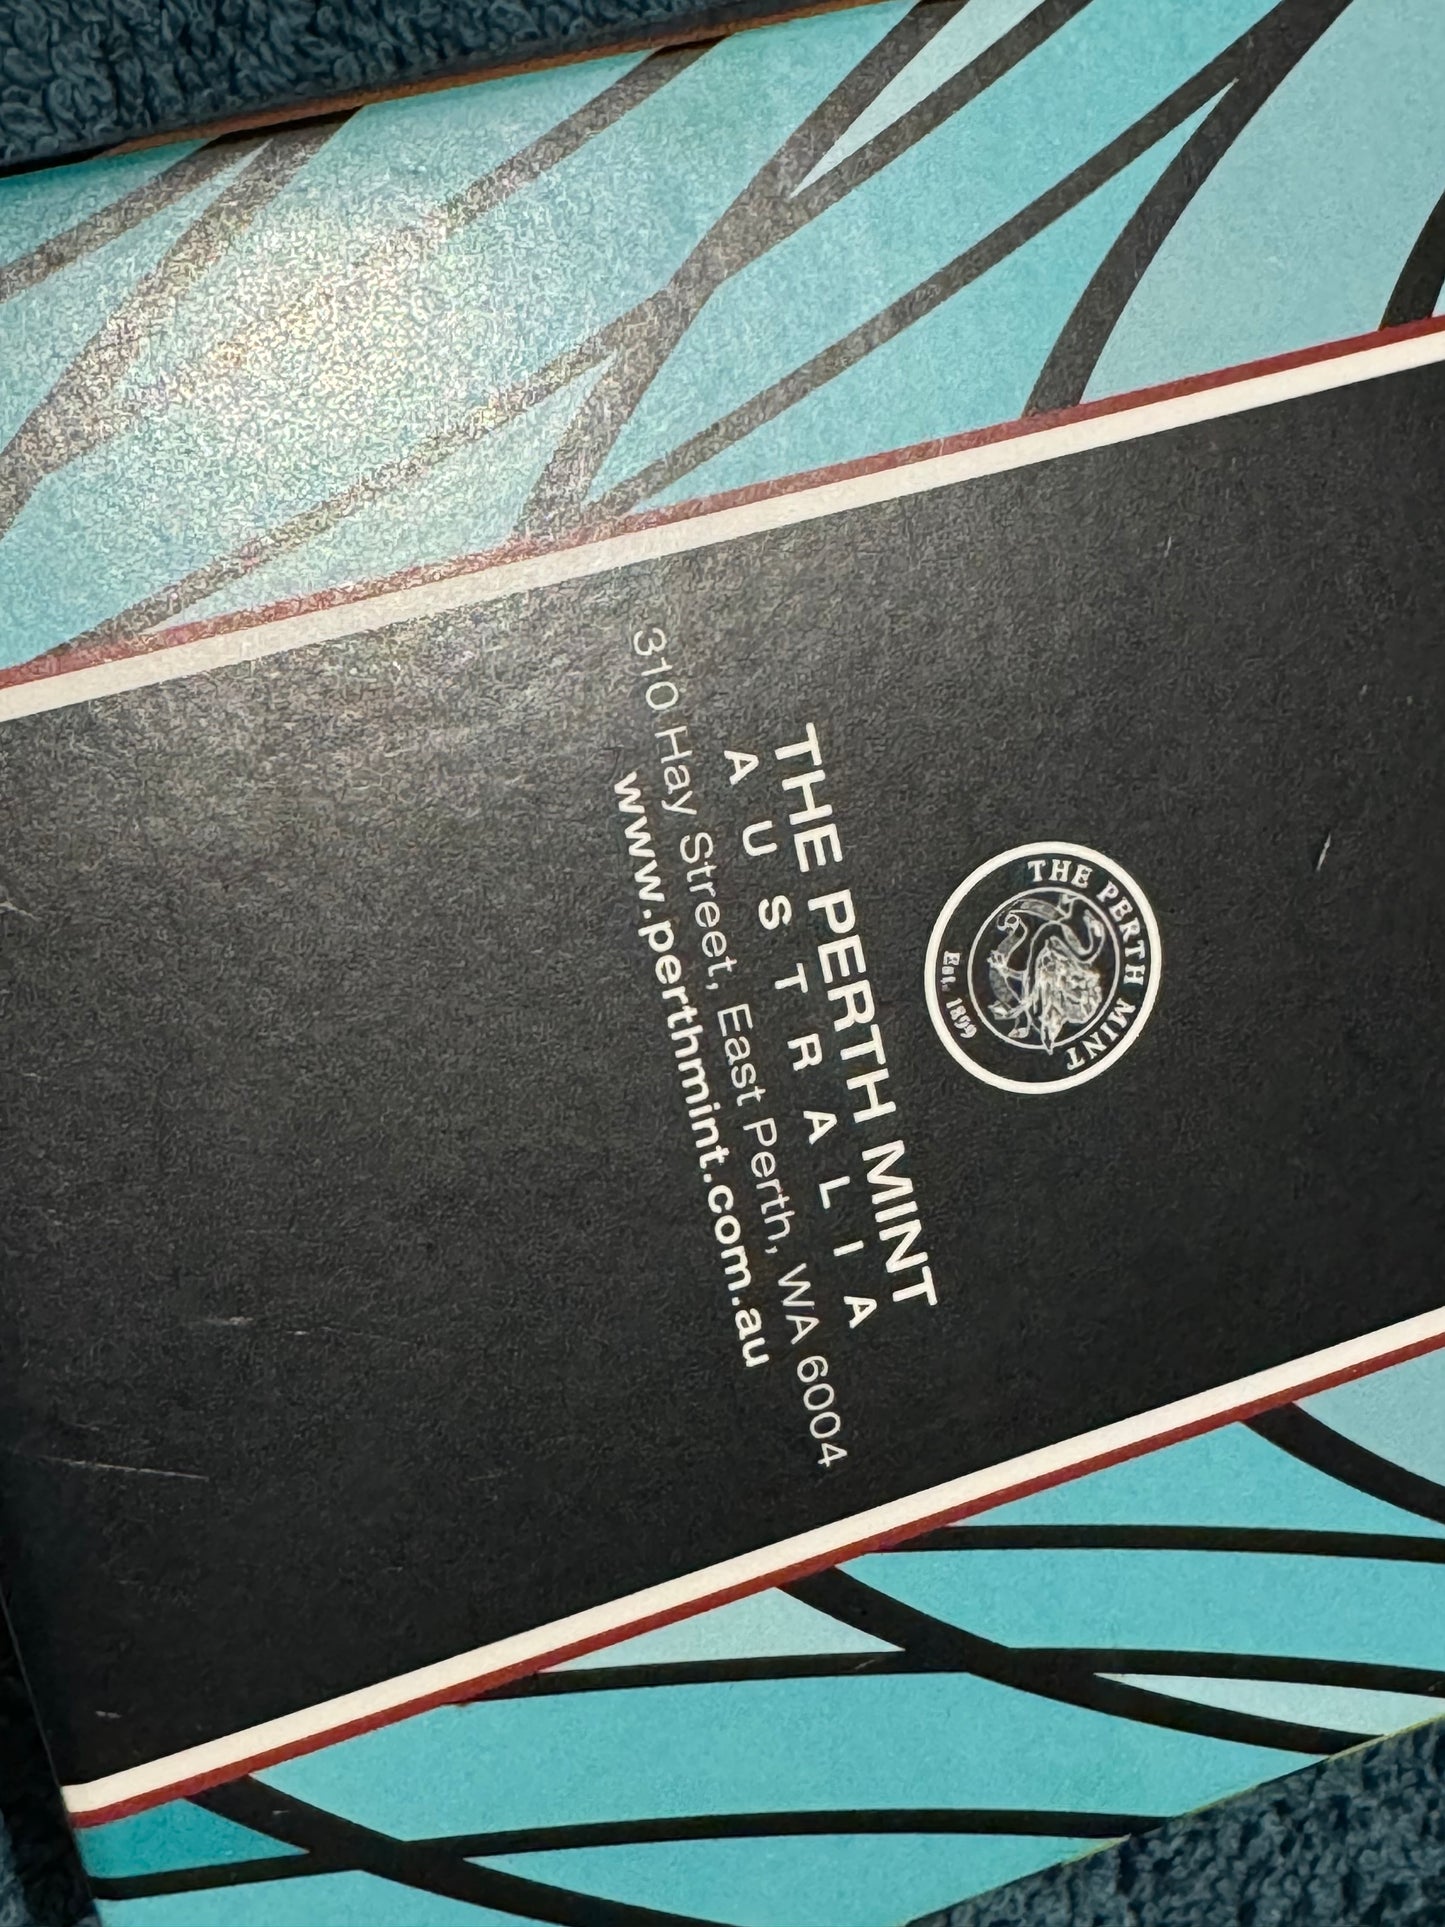 THE PERTH MINT
Est. 1899
THE PERTH MINT
AUSTRALIA
310 Hay Street, East Perth, WA 6004
www.perthmint.com.au